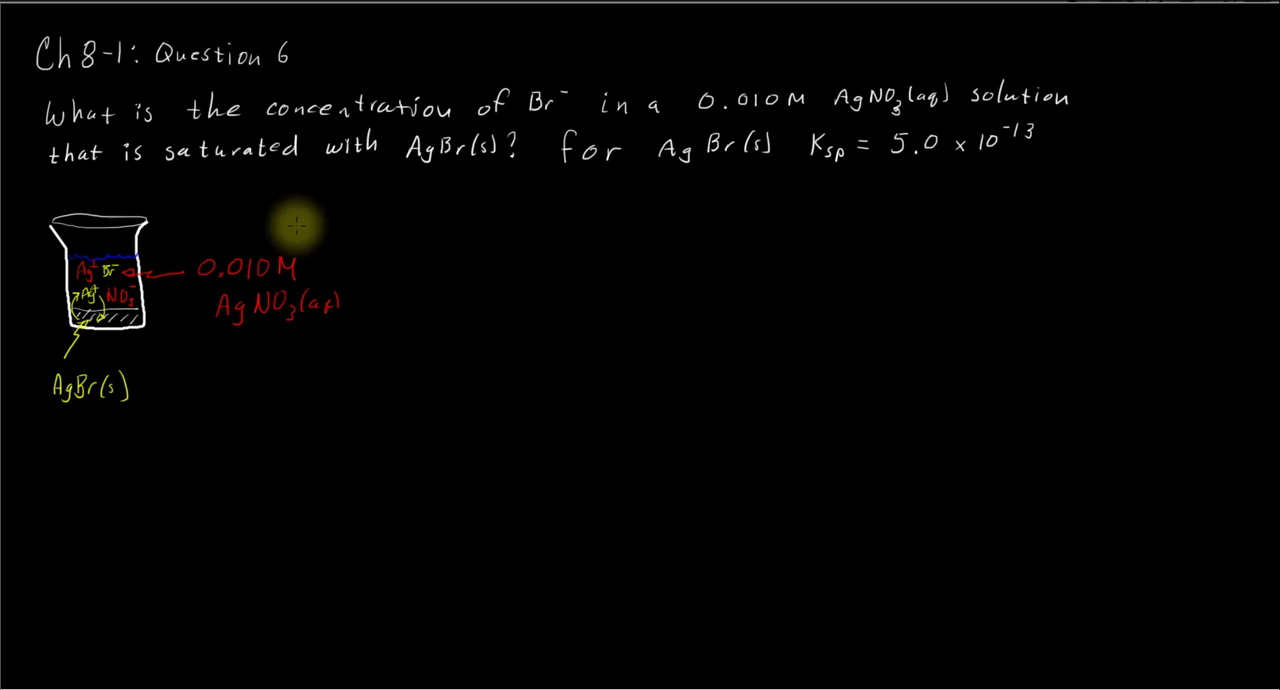 Ch 8-1: Question 6
What is the concentration of Br⁻ in a 0.010 M AgNO₃(aq) solution
that is saturated with AgBr(s)? for AgBr(s) Ksp = 5.0 × 10⁻¹³
Ag⁺ Br⁻ 0.010 M
Ag⁺ NO₃⁻ AgNO₃(aq)
AgBr(s)